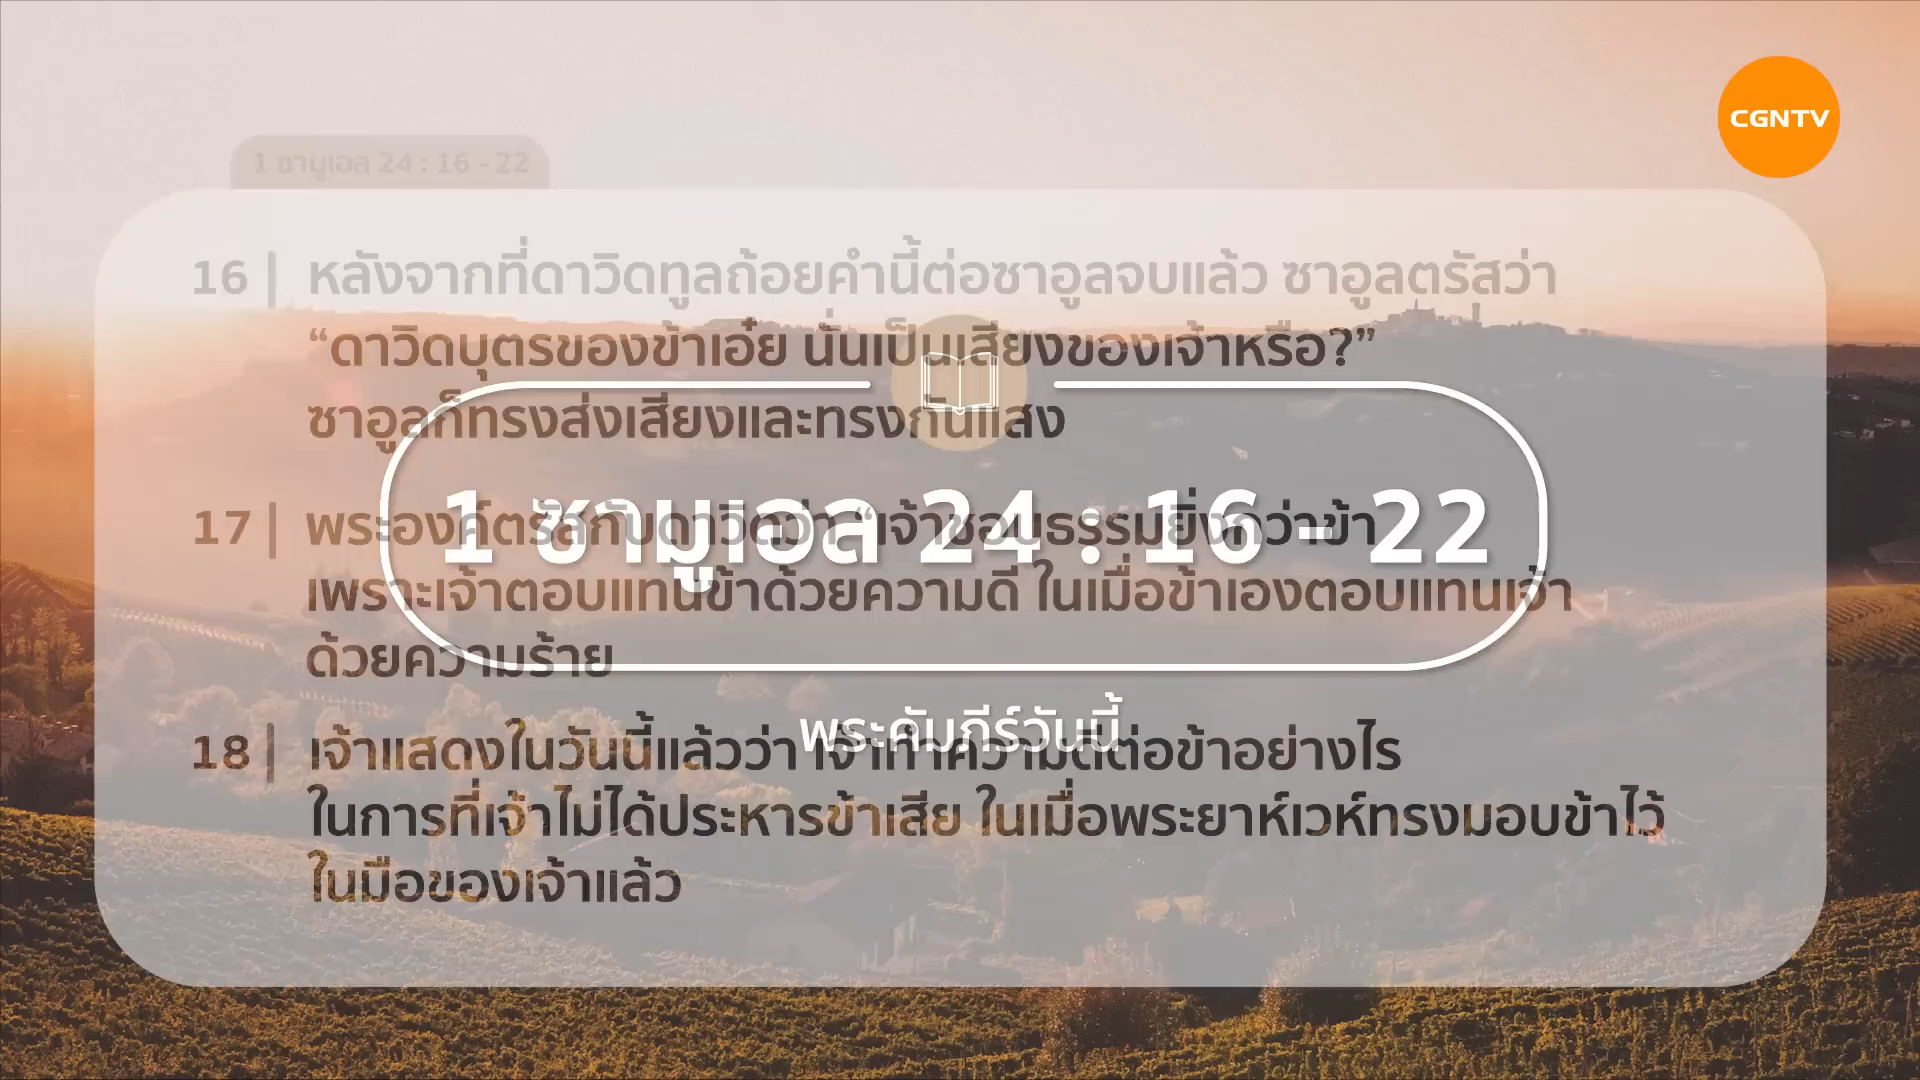 CGNTV
1 ซามูเอล 24 : 16 - 22
16 | หลังจากที่ดาวิดทูลถ้อยคำนี้ต่อซาอูลจบแล้ว ซาอูลตรัสว่า
“ดาวิดบุตรของข้าเอ๋ย นั่นเป็นเสียงของเจ้าหรือ?”
ซาอูลก็ทรงส่งเสียงและทรงกันแสง
1 ซามูเอล 24 : 16 - 22
17 | พระองค์ตรัสกับดาวิดว่า “เจ้าชอบธรรมยิ่งกว่าข้า
เพราะเจ้าตอบแทนข้าด้วยความดี ในเมื่อข้าเองตอบแทนเจ้า
ด้วยความร้าย
พระคัมภีร์วันนี้
18 | เจ้าแสดงในวันนี้แล้วว่า เจ้าทำความดีต่อข้าอย่างไร
ในการที่เจ้าไม่ได้ประหารข้าเสีย ในเมื่อพระยาห์เวห์ทรงมอบข้าไว้
ในมือของเจ้าแล้ว